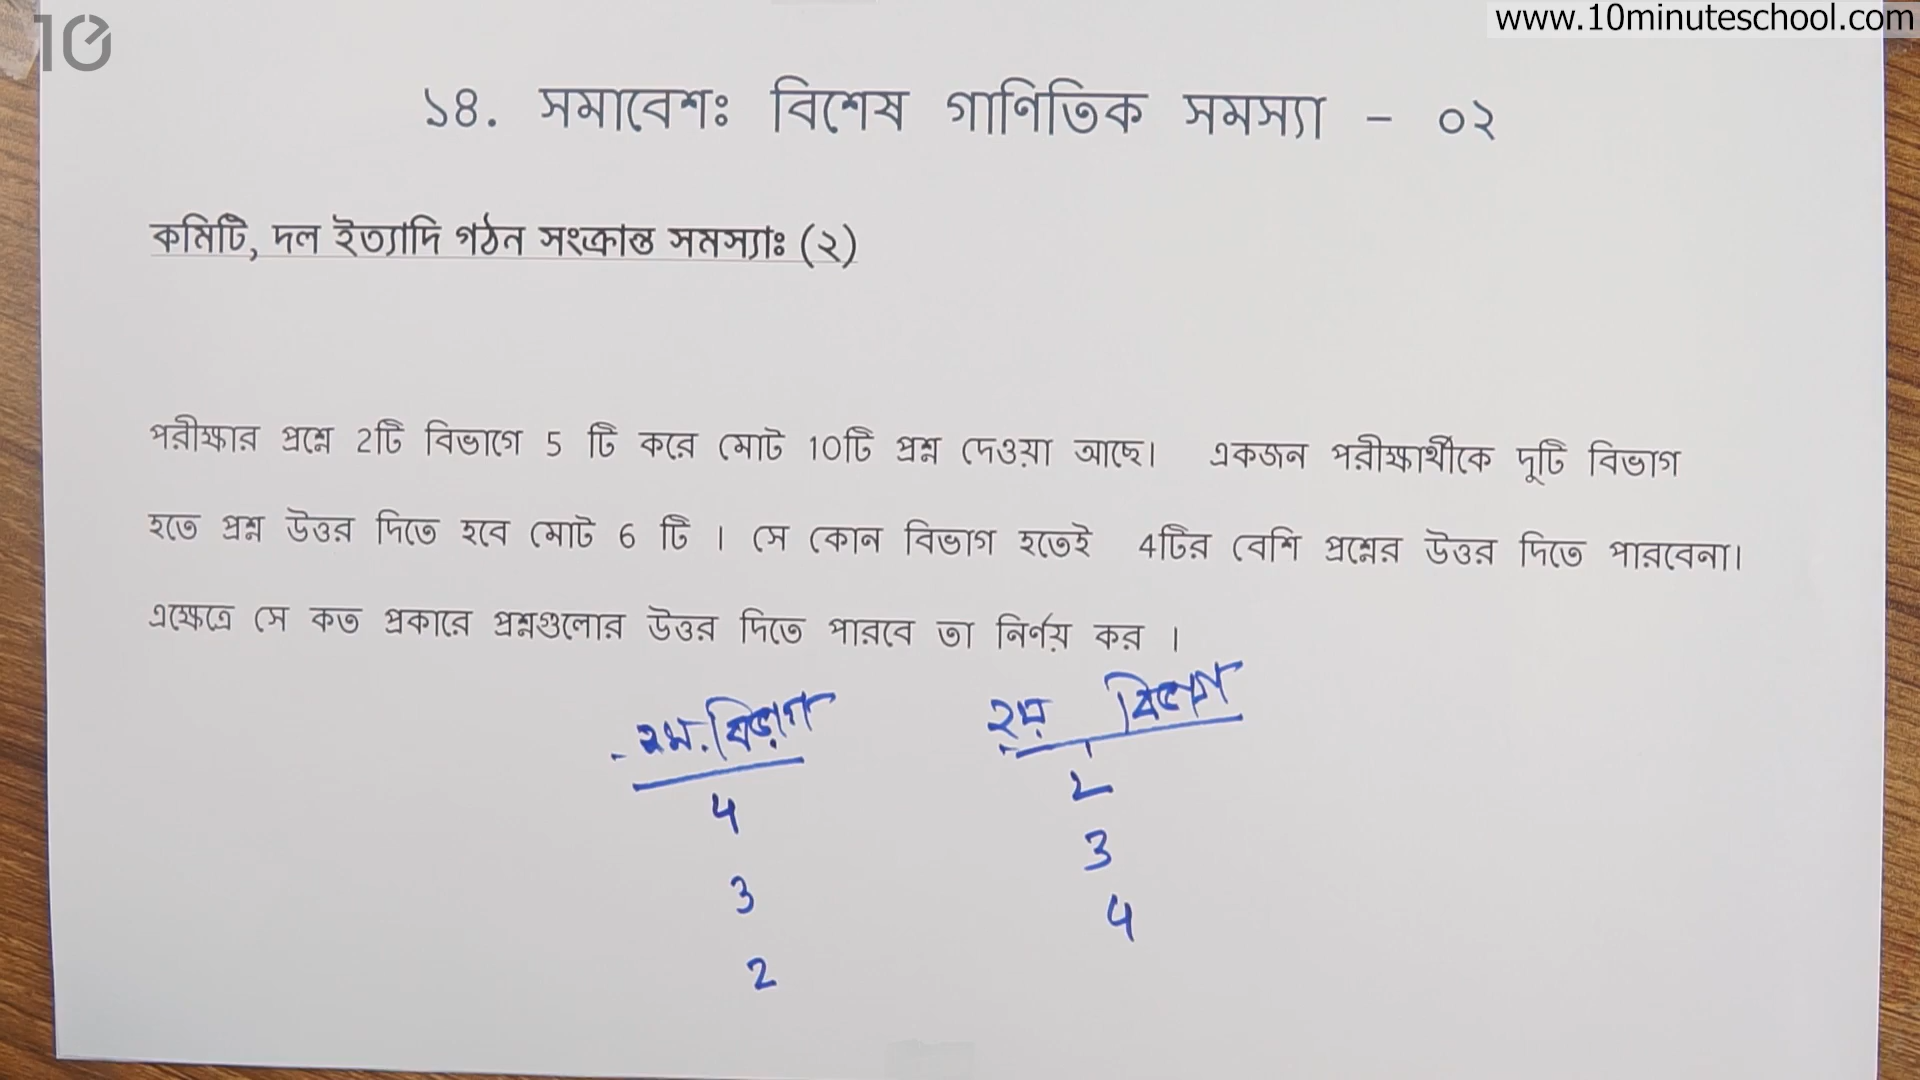 10
www.10minuteschool.com
১৪. সমাবেশঃ বিশেষ গাণিতিক সমস্যা - ০২
কমিটি, দল ইত্যাদি গঠন সংক্রান্ত সমস্যাঃ (২)
পরীক্ষার প্রশ্নে 2টি বিভাগে 5 টি করে মোট 10টি প্রশ্ন দেওয়া আছে। একজন পরীক্ষার্থীকে দুটি বিভাগ
হতে প্রশ্ন উত্তর দিতে হবে মোট 6 টি । সে কোন বিভাগ হতেই 4টির বেশি প্রশ্নের উত্তর দিতে পারবেনা।
এক্ষেত্রে সে কত প্রকারে প্রশ্নগুলোর উত্তর দিতে পারবে তা নির্ণয় কর ।
১ম. বিভাগ ২য় বিভাগ
4 2
3 3
2 4